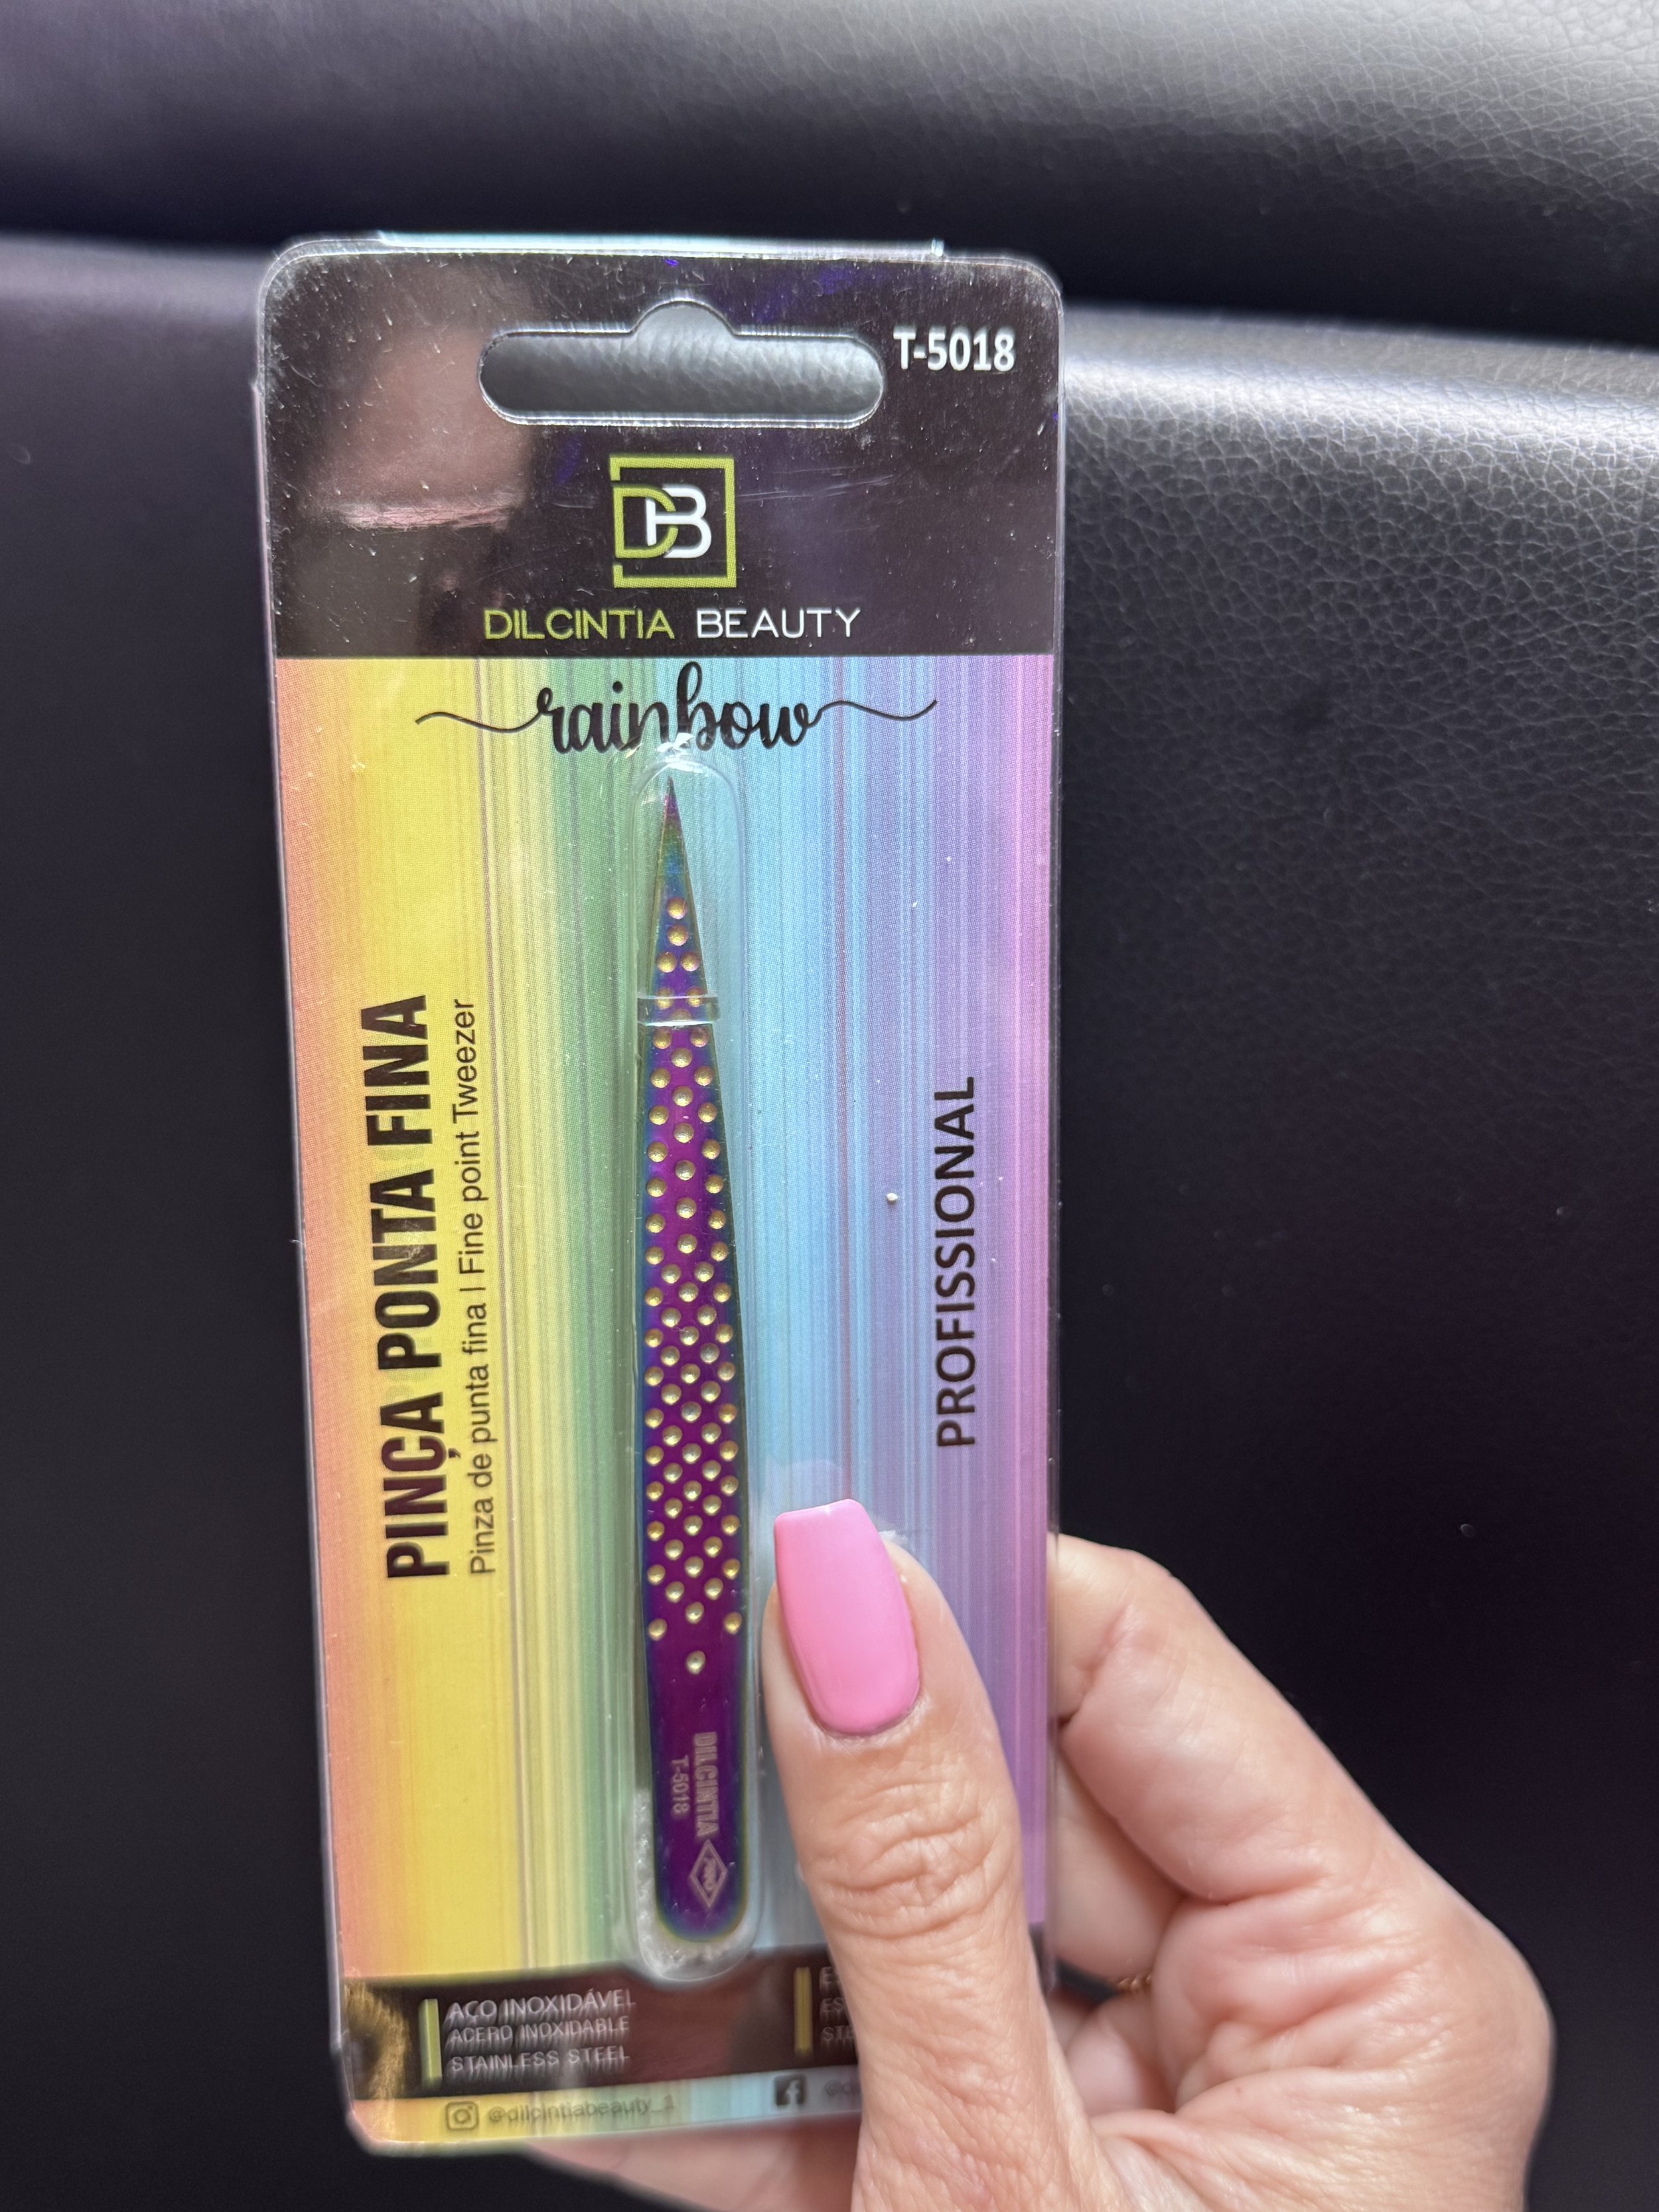 T-5018
DB
DILCINTIA BEAUTY
rainbow
PINÇA PONTA FINA
Pinza de punta fina | Fine point Tweezer
PROFISSIONAL
DILCINTIA
T-5018
AÇO INOXIDÁVEL
ACERO INOXIDABLE
STAINLESS STEEL
@dilcintiabeauty_1